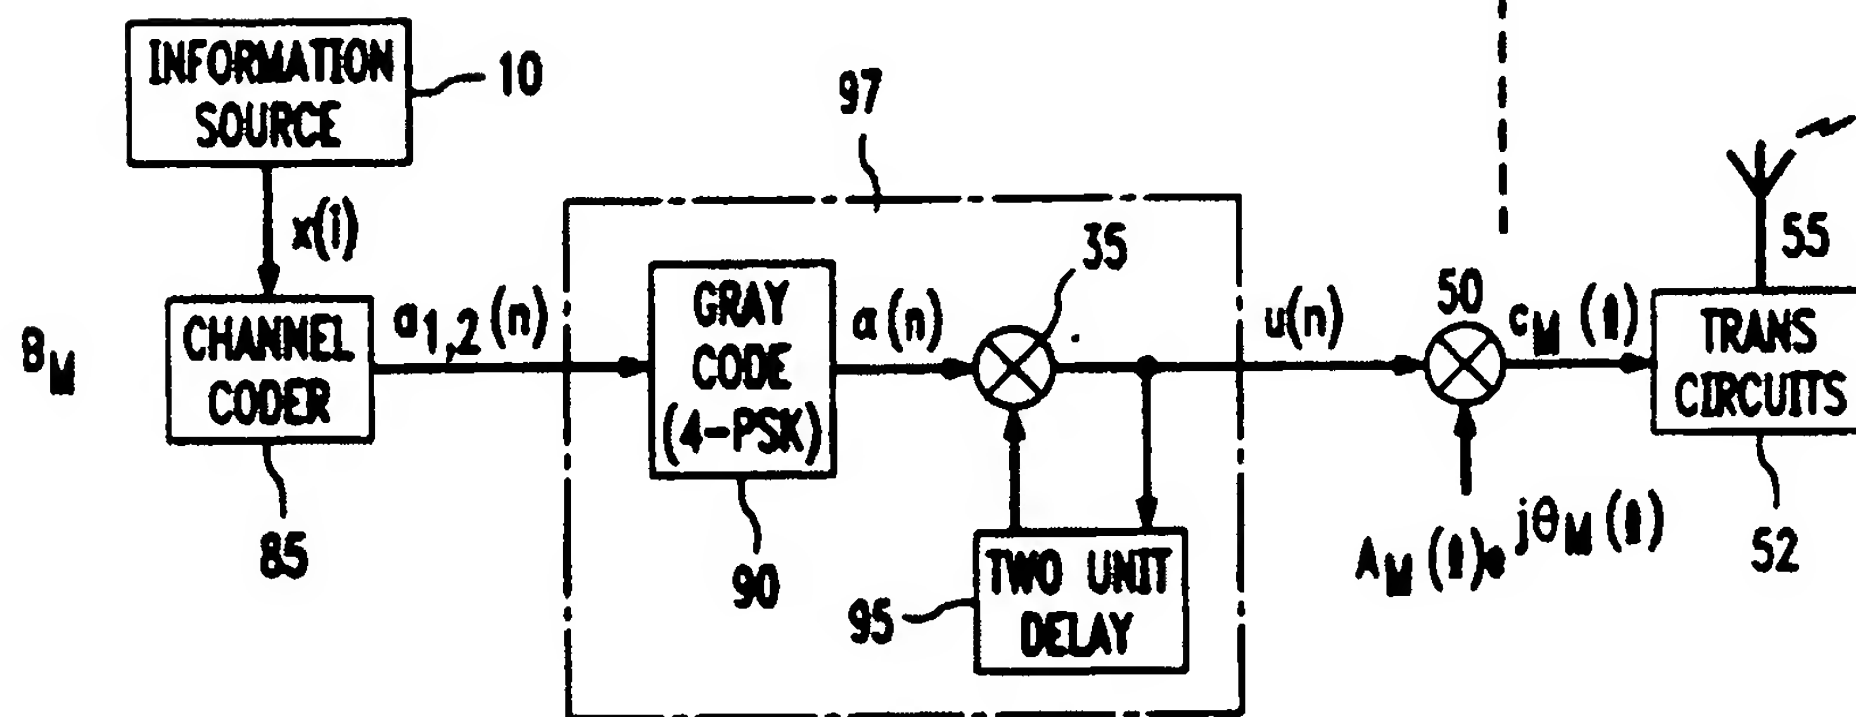 INFORMATION
SOURCE
10
x(i)
97
35
55
B_M
CHANNEL
CODER
a_{1,2}(n)
GRAY
CODE
(4-PSK)
α(n)
u(n)
50
c_M(ℓ)
TRANS
CIRCUITS
85
90
95
TWO UNIT
DELAY
A_M(ℓ)e^{jθ_M(ℓ)}
52